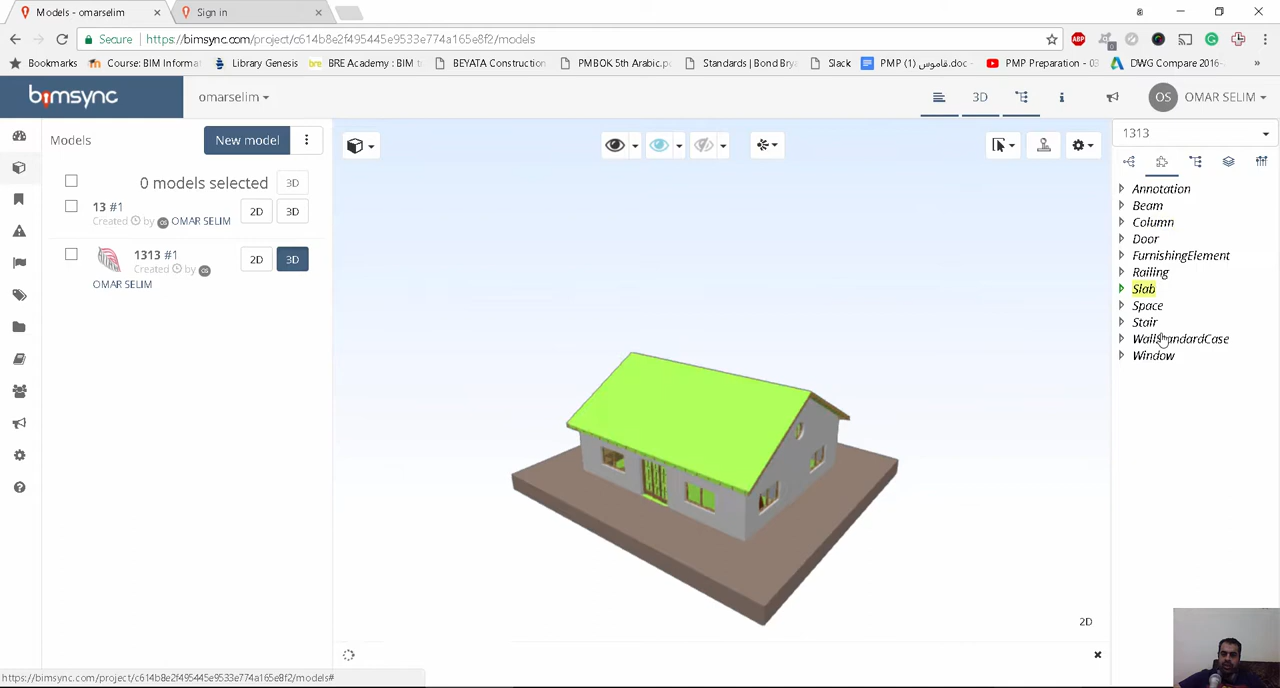 Models - omarselim
Sign in
Secure
https://bimsync.com/project/c614b8e2f495445e9533e774a165e8f2/models
Bookmarks
Course: BIM Informat
Library Genesis
BRE Academy : BIM
BEYATA Construction
PMBOK 5th Arabic.p
Standards | Bond Bry
Slack
قاموس (1) PMP.doc
PMP Preparation - 03
DWG Compare 2016-
bimsync
omarselim
3D
OS
OMAR SELIM
Models
New model
1313
0 models selected
3D
13 #1
Created by OS OMAR SELIM
2D
3D
1313 #1
Created by OS
OMAR SELIM
2D
3D
Annotation
Beam
Column
Door
FurnishingElement
Railing
Slab
Space
Stair
WallStandardCase
Window
2D
https://bimsync.com/project/c614b8e2f495445e9533e774a165e8f2/models#